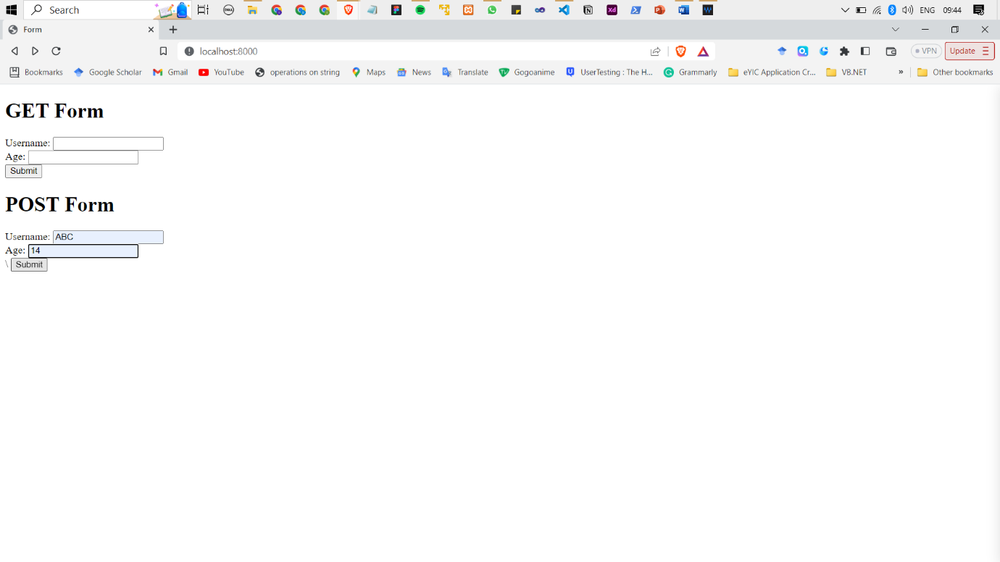 Search
DELL
Xd
ENG 09:44
Form
localhost:8000
VPN Update
Bookmarks Google Scholar Gmail YouTube operations on string Maps News Translate Gogoanime UserTesting : The H... Grammarly eYIC Application Cr... VB.NET » Other bookmarks
GET Form
Username:
Age:
Submit
POST Form
Username: ABC
Age: 14
\ Submit